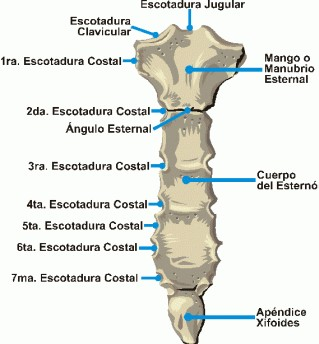 Escotadura Jugular
Escotadura
Clavicular
1ra. Escotadura Costal
Mango o
Manubrio
Esternal
2da. Escotadura Costal
Ángulo Esternal
3ra. Escotadura Costal
Cuerpo
del Esternó
4ta. Escotadura Costal
5ta. Escotadura Costal
6ta. Escotadura Costal
7ma. Escotadura Costal
Apéndice
Xifoides